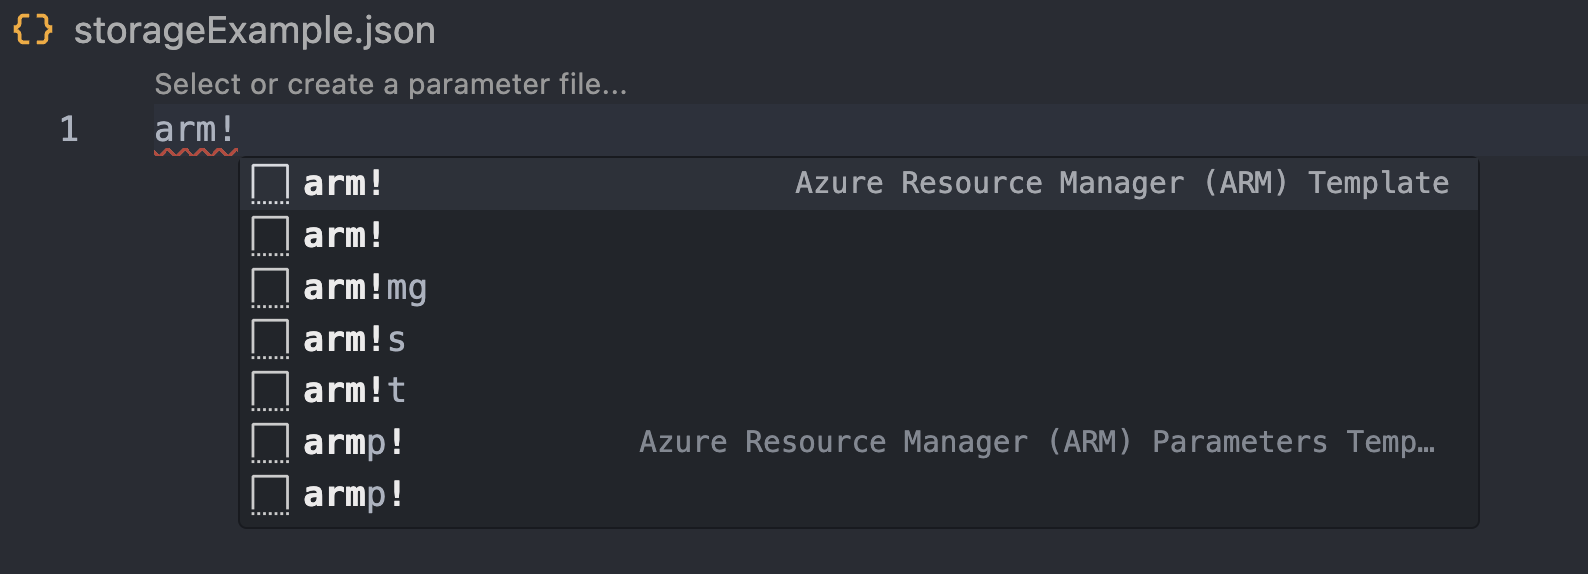 {} storageExample.json
Select or create a parameter file...
1 arm!
arm! Azure Resource Manager (ARM) Template
arm!
arm!mg
arm!s
arm!t
armp! Azure Resource Manager (ARM) Parameters Temp…
armp!